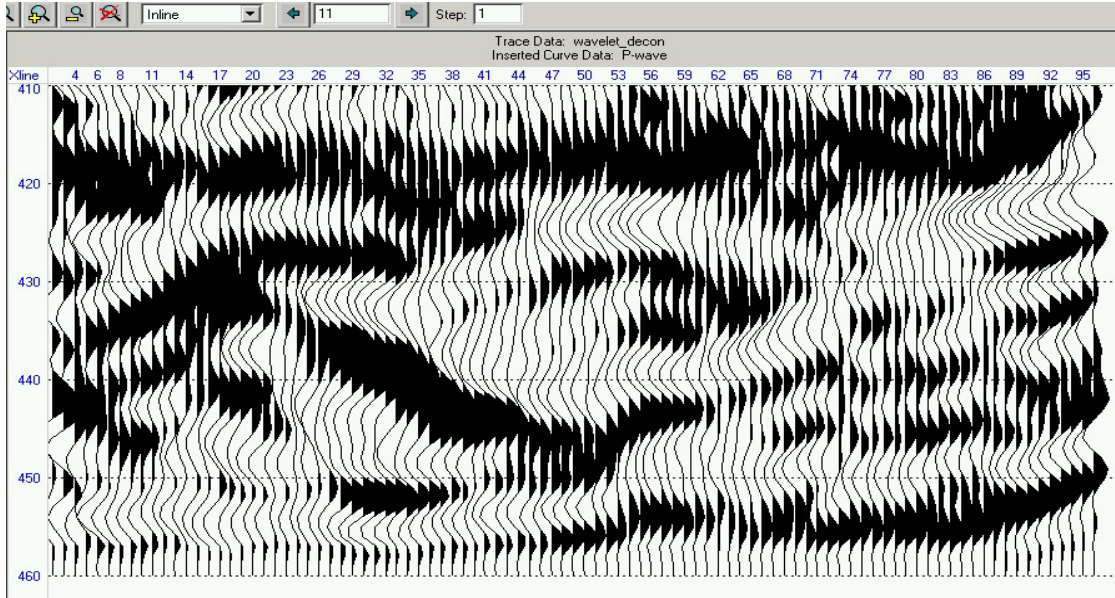 Inline 11 Step: 1
Trace Data: wavelet_decon
Inserted Curve Data: P-wave
Xline 4 6 8 11 14 17 20 23 26 29 32 35 38 41 44 47 50 53 56 59 62 65 68 71 74 77 80 83 86 89 92 95
410
420
430
440
450
460